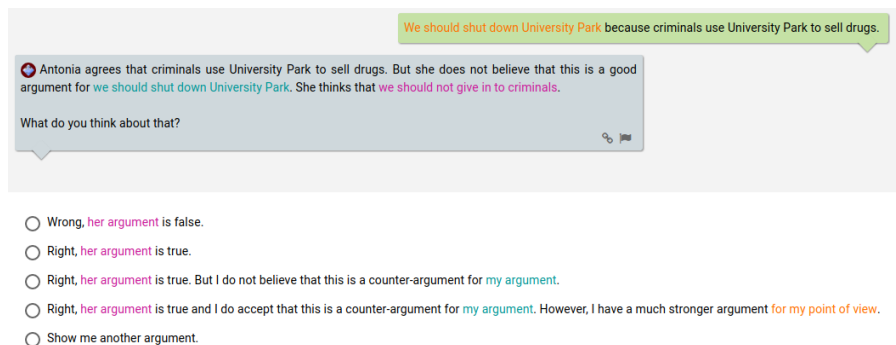 We should shut down University Park because criminals use University Park to sell drugs.
Antonia agrees that criminals use University Park to sell drugs. But she does not believe that this is a good
argument for we should shut down University Park. She thinks that we should not give in to criminals.
What do you think about that?
Wrong, her argument is false.
Right, her argument is true.
Right, her argument is true. But I do not believe that this is a counter-argument for my argument.
Right, her argument is true and I do accept that this is a counter-argument for my argument. However, I have a much stronger argument for my point of view.
Show me another argument.